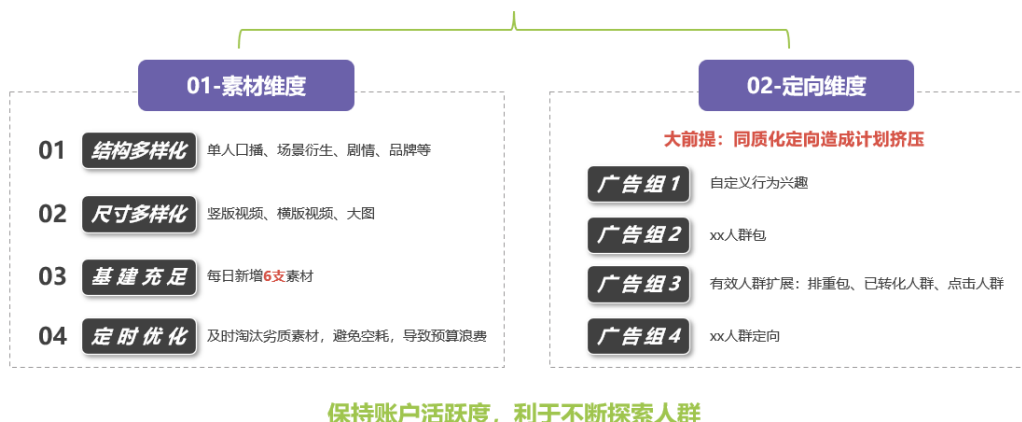 01-素材维度
01 结构多样化 单人口播、场景衍生、剧情、品牌等
02 尺寸多样化 竖版视频、横版视频、大图
03 基建充足 每日新增6支素材
04 定时优化 及时淘汰劣质素材，避免空耗，导致预算浪费
02-定向维度
大前提：同质化定向造成计划挤压
广告组1 自定义行为兴趣
广告组2 xx人群包
广告组3 有效人群扩展：排重包、已转化人群、点击人群
广告组4 xx人群定向
保持账户活跃度，利于不断探索人群